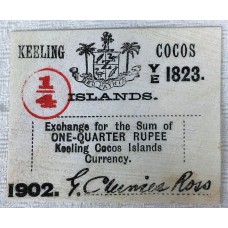 KEELING COCOS
1/4 Y/E 1823.
ISLANDS.
Exchange for the Sum of
ONE-QUARTER RUPEE
Keeling Cocos Islands
Currency.
1902. G. Clunies Ross